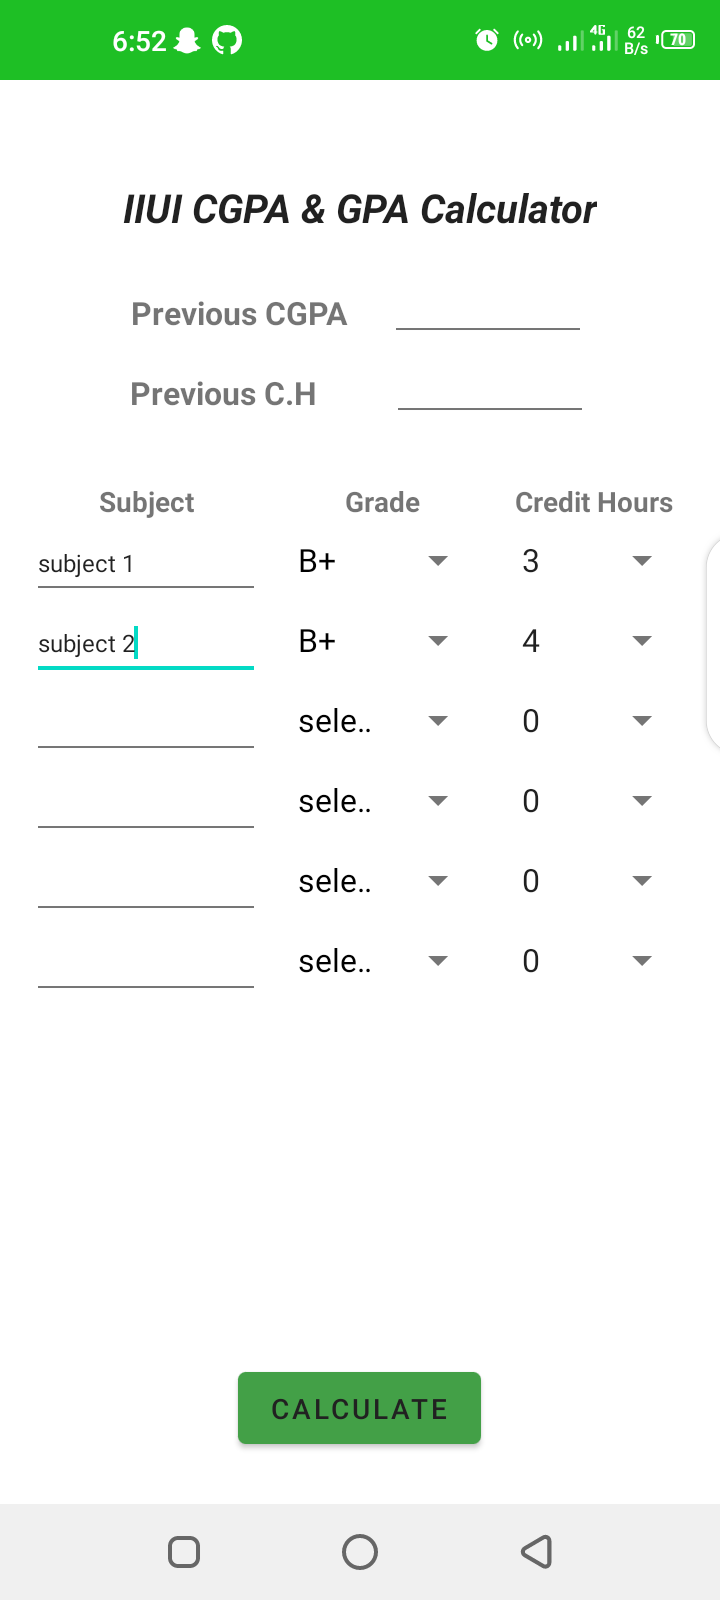 6:52 4G 62 B/s 70
IIUI CGPA & GPA Calculator
Previous CGPA
Previous C.H
Subject Grade Credit Hours
subject 1 B+ 3
subject 2 B+ 4
sele.. 0
sele.. 0
sele.. 0
sele.. 0
CALCULATE